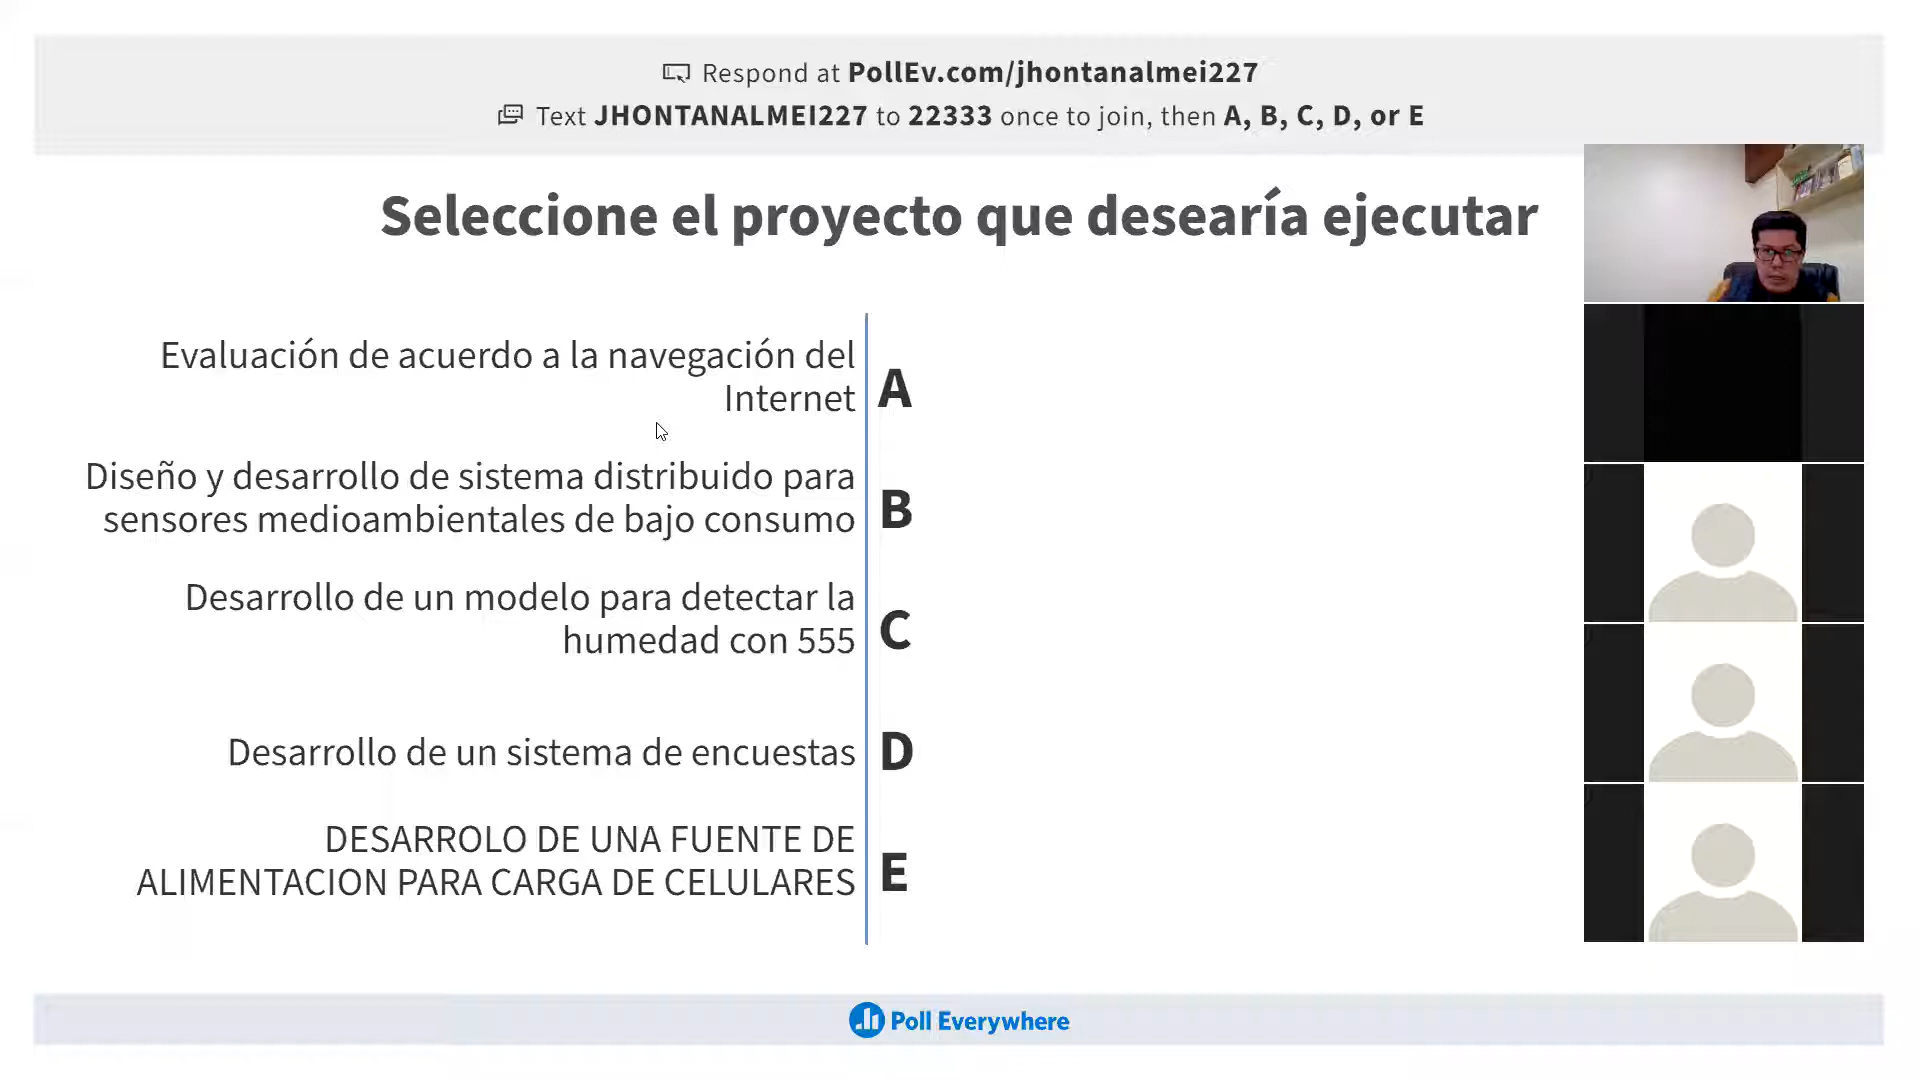 Respond at PollEv.com/jhontanalmei227
Text JHONTANALMEI227 to 22333 once to join, then A, B, C, D, or E
Seleccione el proyecto que desearía ejecutar
Evaluación de acuerdo a la navegación del
Internet
A
Diseño y desarrollo de sistema distribuido para
sensores medioambientales de bajo consumo
B
Desarrollo de un modelo para detectar la
humedad con 555
C
Desarrollo de un sistema de encuestas
D
DESARROLO DE UNA FUENTE DE
ALIMENTACION PARA CARGA DE CELULARES
E
Poll Everywhere